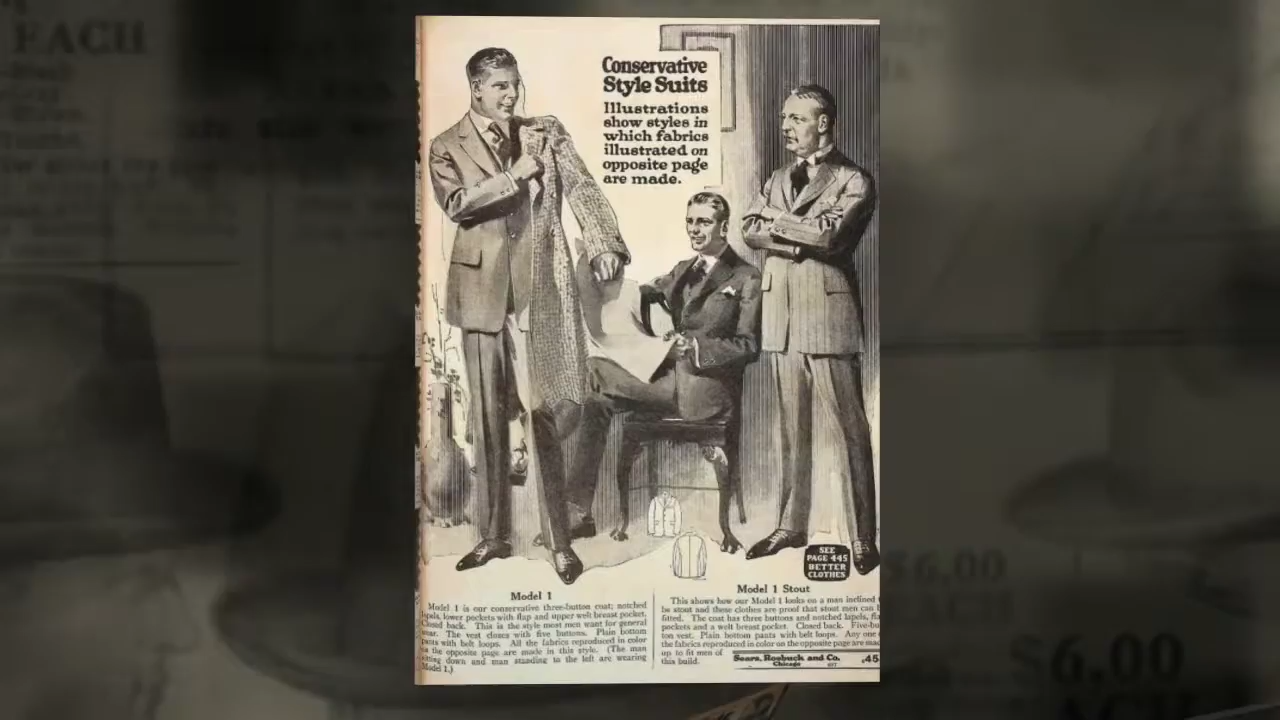 EACH
Conservative
Style Suits
Illustrations
show styles in
which fabrics
illustrated on
opposite page
are made.
SEE
PAGE 445
BETTER
CLOTHES
Model 1
Model 1 is our conservative three-button coat; notched
lapels, lower pockets with flap and upper welt breast pocket.
Closed back. This is the style most men want for general
wear. The vest closes with five buttons. Plain bottom
pants with belt loops. All the fabrics reproduced in color
on the opposite page are made in this style. (The man
sitting down and man standing to the left are wearing
Model 1.)
Model 1 Stout
This shows how our Model 1 looks on a man inclined
be stout and these clothes are proof that stout men can b
fitted. The coat has three buttons and notched lapels, fla
pockets and a welt breast pocket. Closed back. Five-bu
ton vest. Plain bottom pants with belt loops. Any one
the fabrics reproduced in color on the opposite page are mad
up to fit men of
this build.
Sears, Roebuck and Co.
Chicago
45
$6.00
$6.00
EACH